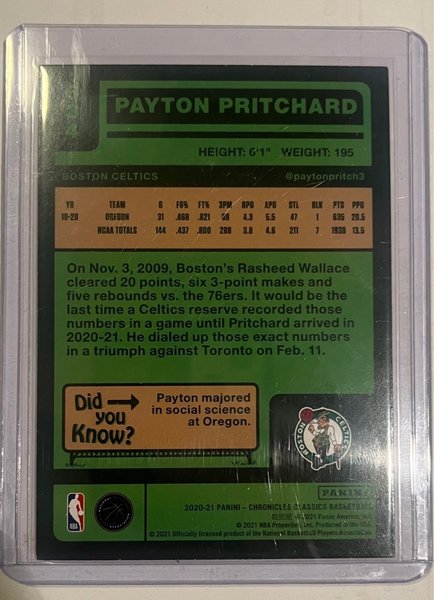 PAYTON PRITCHARD
HEIGHT: 6'1" WEIGHT: 195
BOSTON CELTICS @paytonpritch3
YR TEAM G FG% FT% 3PM RPG APG STL BLK PTS PPG
19-20 OREGON 31 .468 .821 4.3 5.5 47 1 635 20.5
NCAA TOTALS 144 .437 .800 288 3.8 4.6 211 7 1938 13.5
On Nov. 3, 2009, Boston's Rasheed Wallace
cleared 20 points, six 3-point makes and
five rebounds vs. the 76ers. It would be the
last time a Celtics reserve recorded those
numbers in a game until Pritchard arrived in
2020-21. He dialed up those exact numbers
in a triumph against Toronto on Feb. 11.
Did
you
Know?
Payton majored
in social science
at Oregon.
BOSTON CELTICS
PANINI
NBA
2020-21 PANINI - CHRONICLES CLASSICS BASKETBALL
© 2021 Panini America, Inc.
© 2021 NBA Properties, Inc. Produced in the USA.
© 2021 Officially licensed product of the National Basketball Players Association